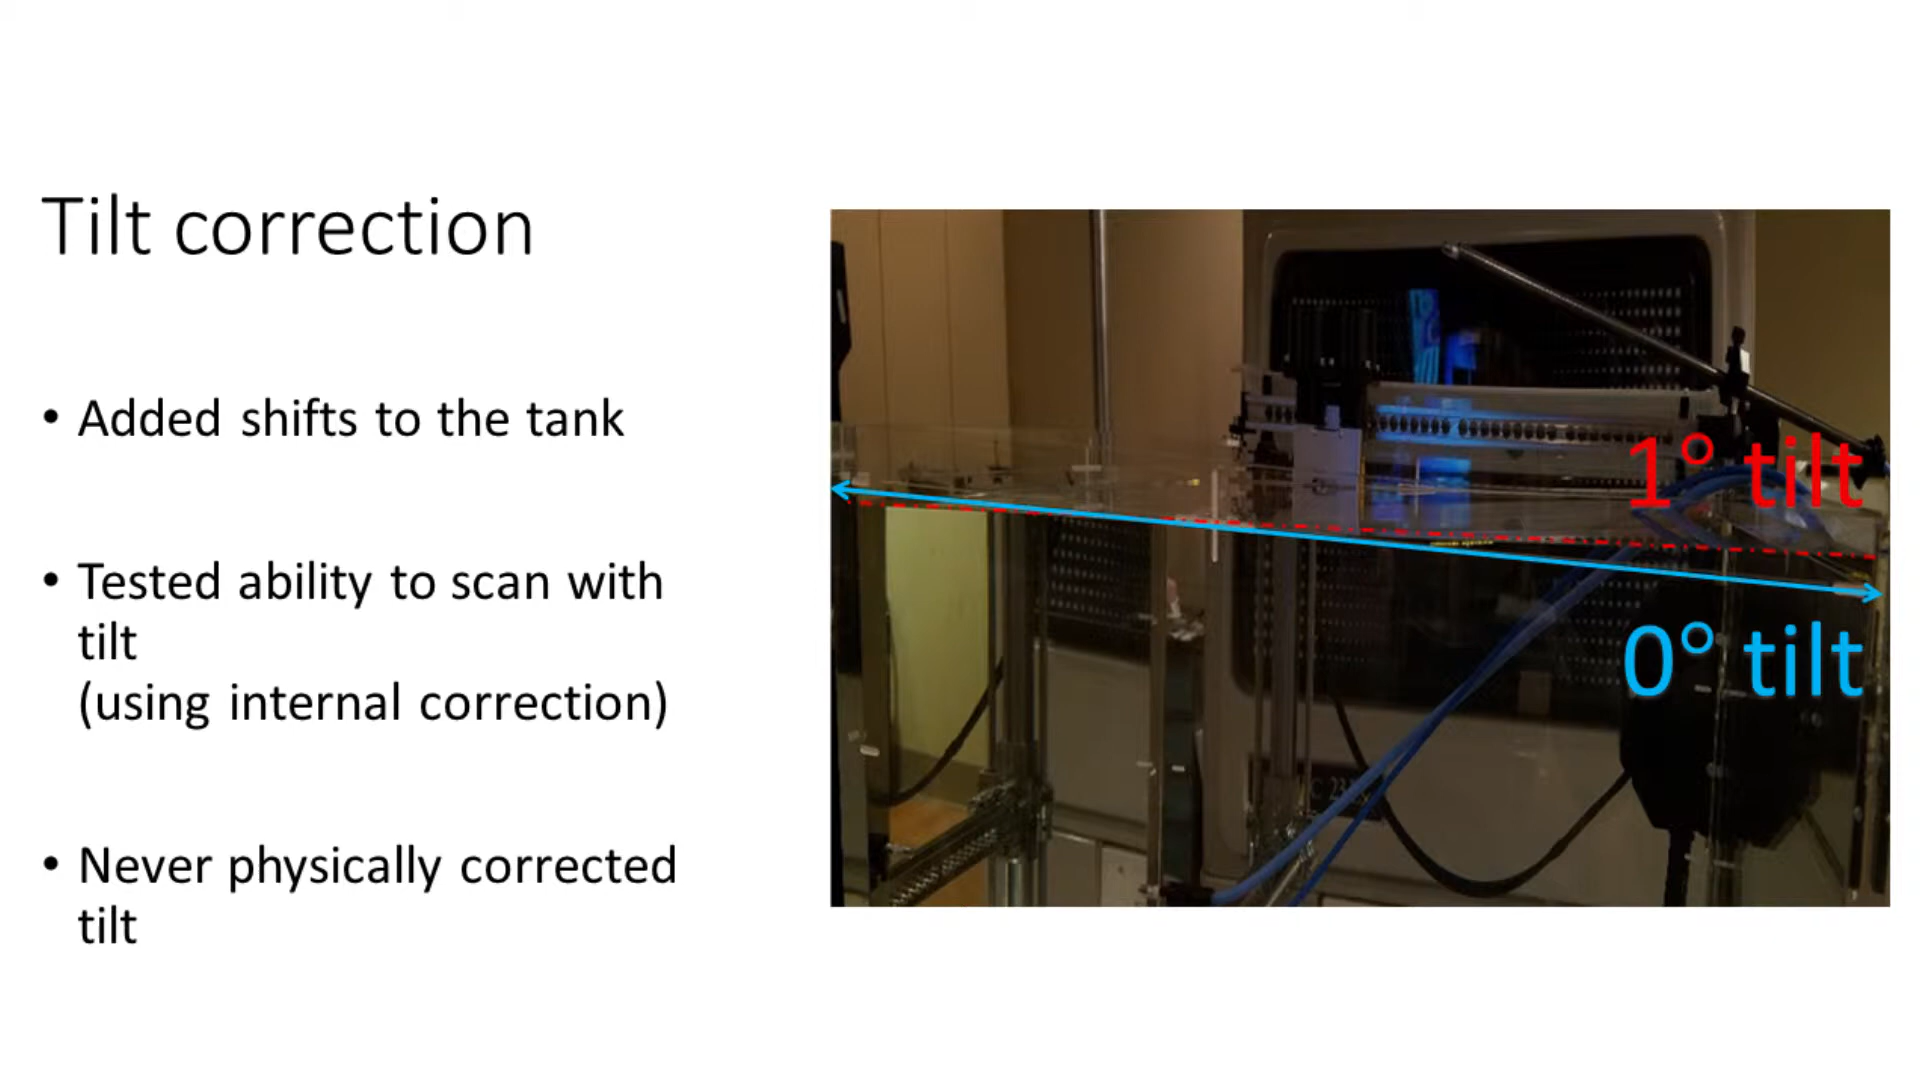 Tilt correction
• Added shifts to the tank
• Tested ability to scan with
tilt
(using internal correction)
• Never physically corrected
tilt
1° tilt
0° tilt